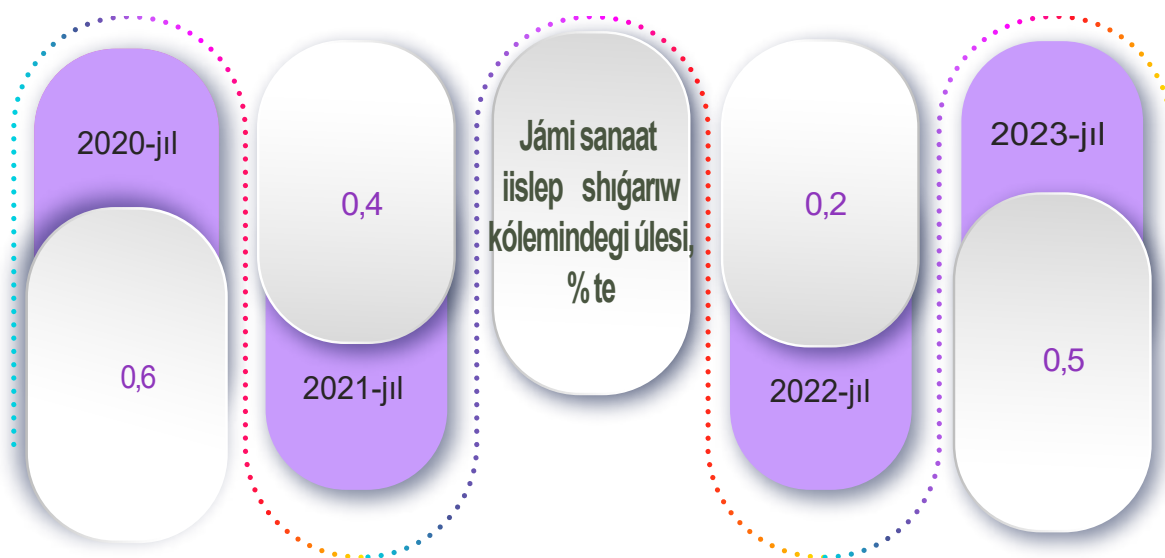 2020-jıl
0,6
0,4
2021-jıl
Jámi sanaat
iislep shıǵarıw
kólemindegi úlesi,
% te
0,2
2022-jıl
2023-jıl
0,5